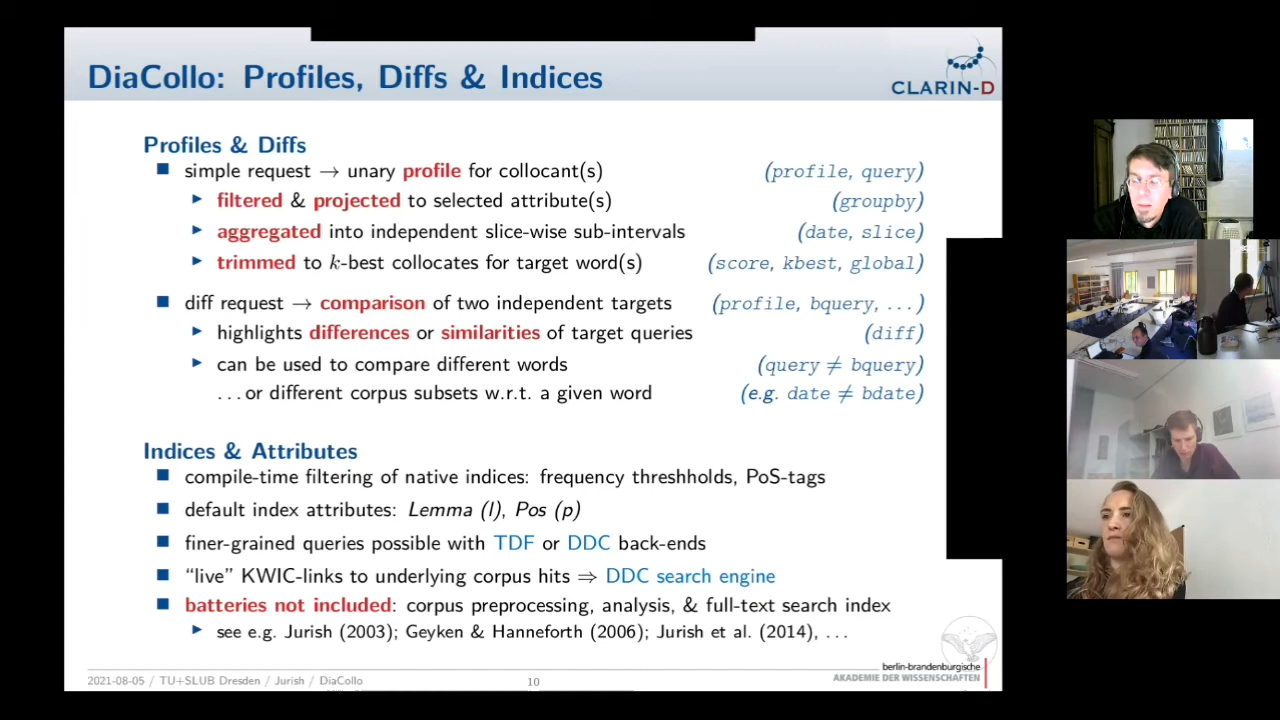 DiaCollo: Profiles, Diffs & Indices
CLARIN-D
Profiles & Diffs
simple request → unary profile for collocant(s) (profile, query)
filtered & projected to selected attribute(s) (groupby)
aggregated into independent slice-wise sub-intervals (date, slice)
trimmed to k-best collocates for target word(s) (score, kbest, global)
diff request → comparison of two independent targets (profile, bquery, ...)
highlights differences or similarities of target queries (diff)
can be used to compare different words (query ≠ bquery)
...or different corpus subsets w.r.t. a given word (e.g. date ≠ bdate)
Indices & Attributes
compile-time filtering of native indices: frequency threshholds, PoS-tags
default index attributes: Lemma (l), Pos (p)
finer-grained queries possible with TDF or DDC back-ends
“live” KWIC-links to underlying corpus hits ⇒ DDC search engine
batteries not included: corpus preprocessing, analysis, & full-text search index
see e.g. Jurish (2003); Geyken & Hanneforth (2006); Jurish et al. (2014), ...
berlin-brandenburgische
AKADEMIE DER WISSENSCHAFTEN
2021-08-05 / TU+SLUB Dresden / Jurish / DiaCollo 10